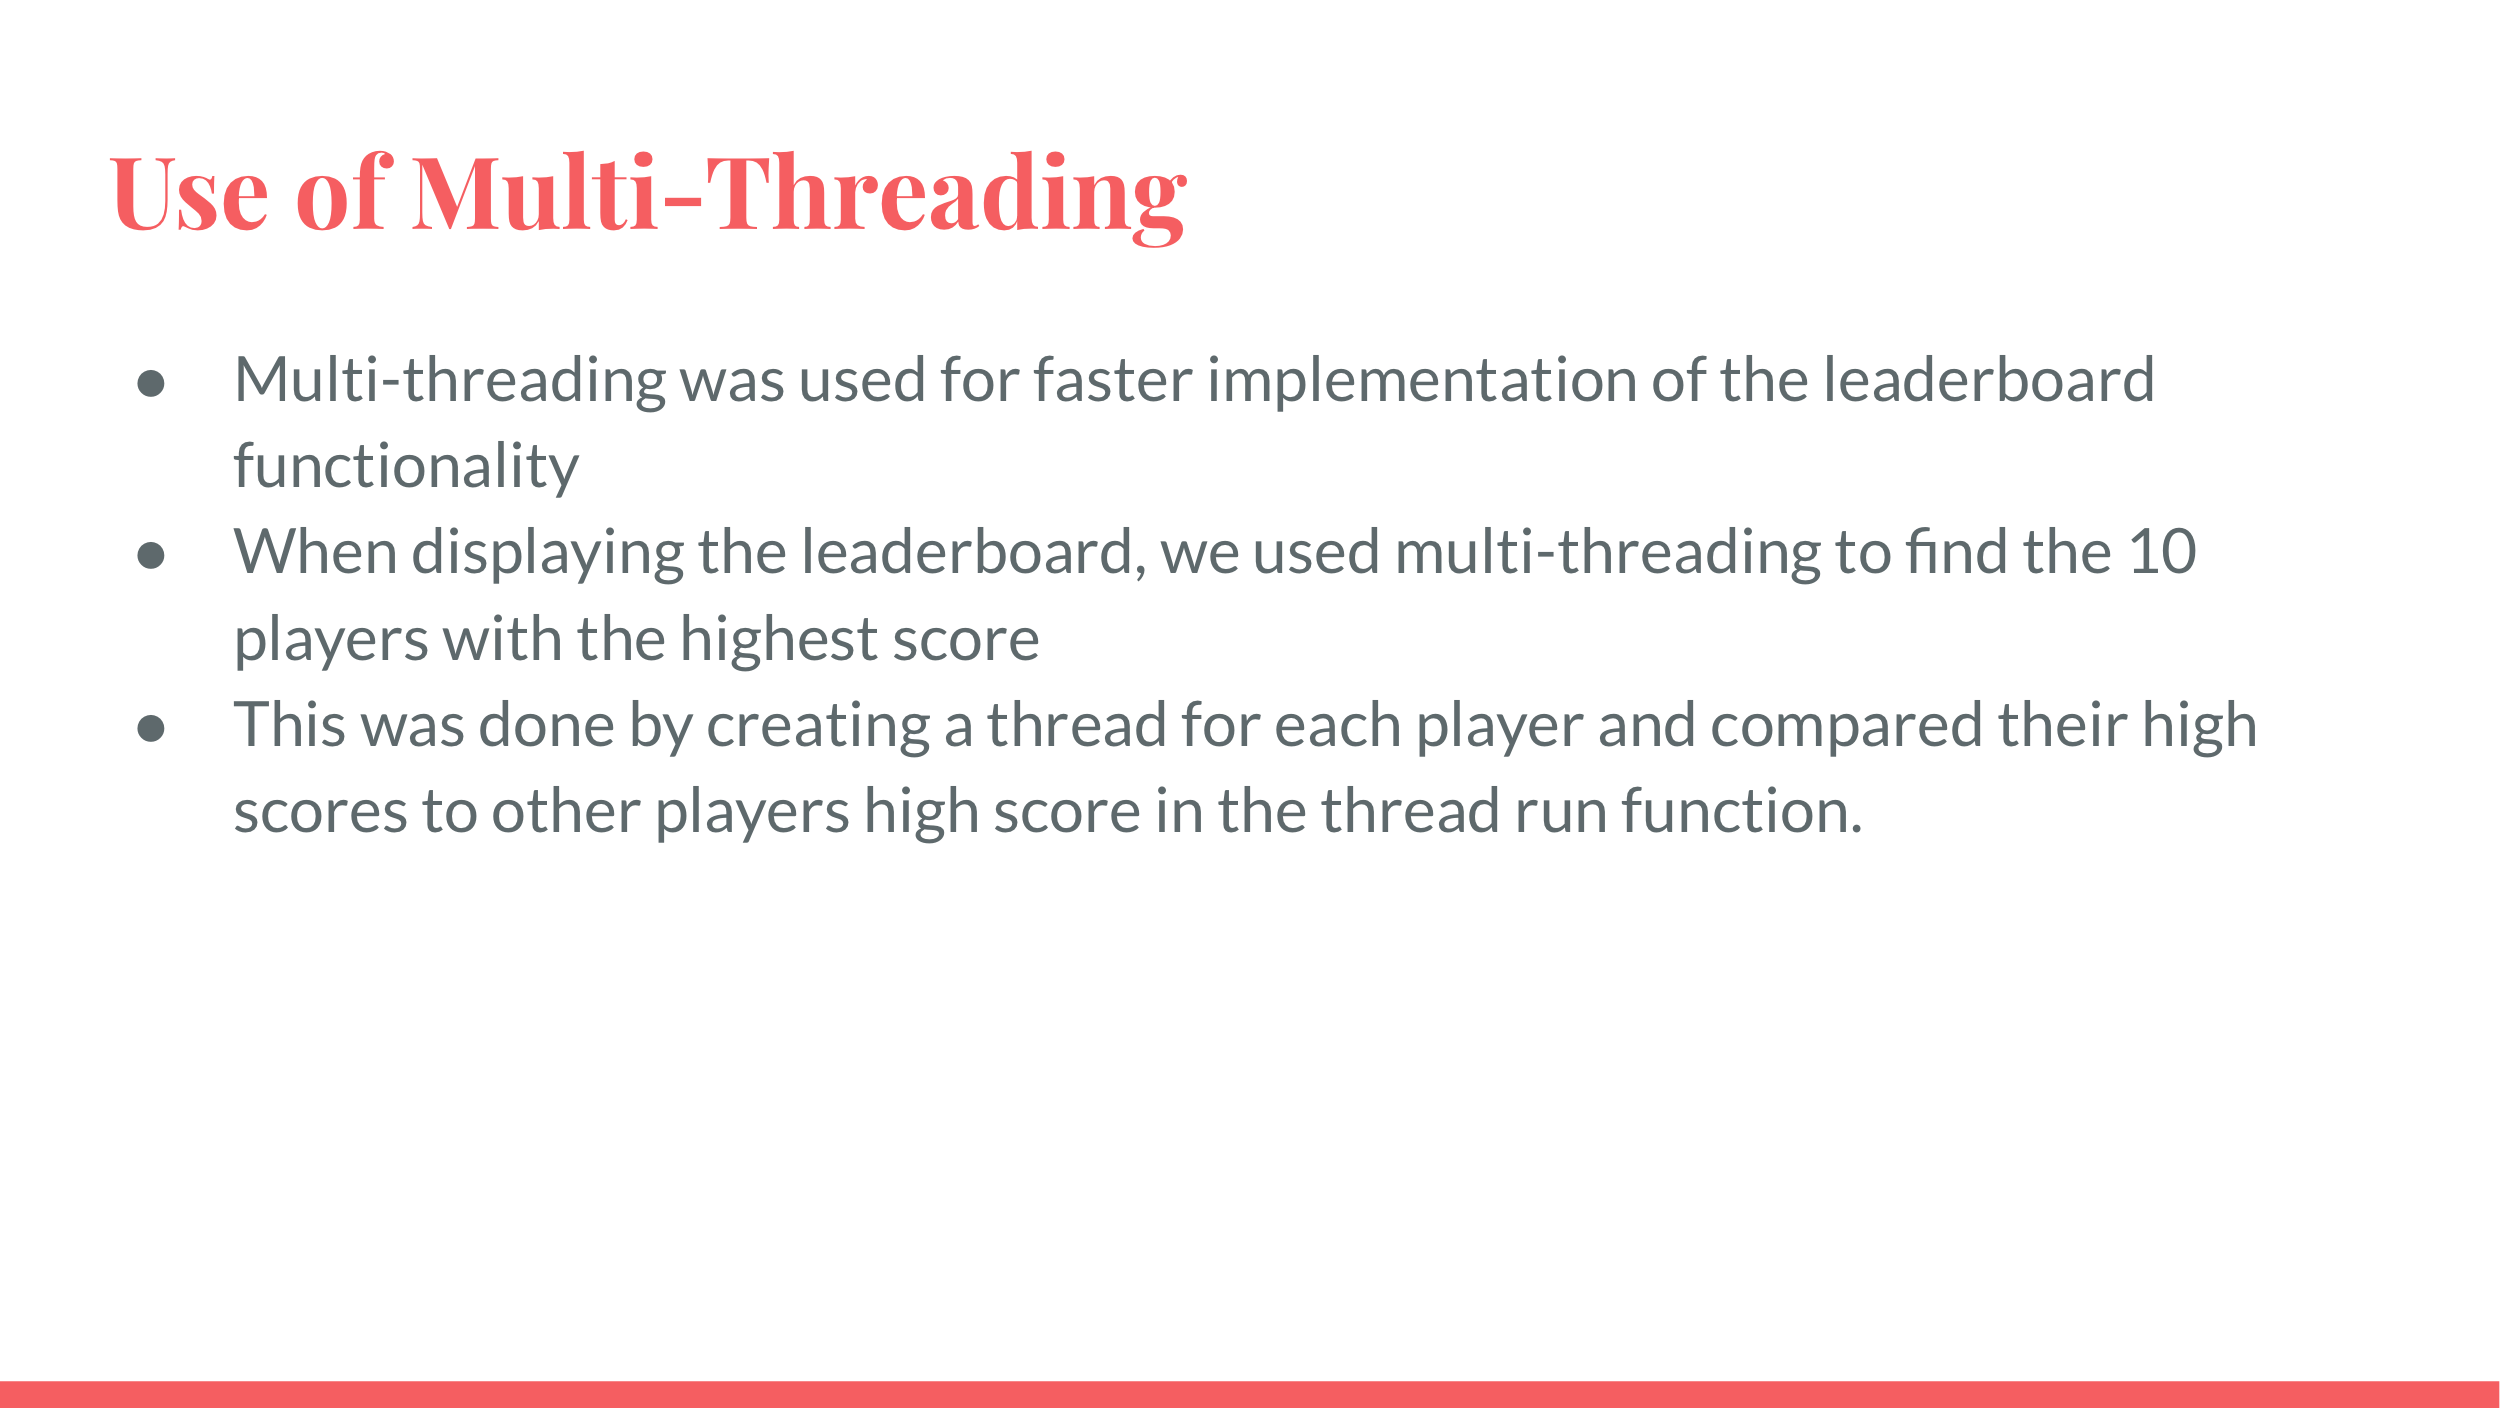 Use of Multi-Threading
● Multi-threading was used for faster implementation of the leaderboard
functionality
● When displaying the leaderboard, we used multi-threading to find the 10
players with the highest score
● This was done by creating a thread for each player and compared their high
scores to other players high score in the thread run function.